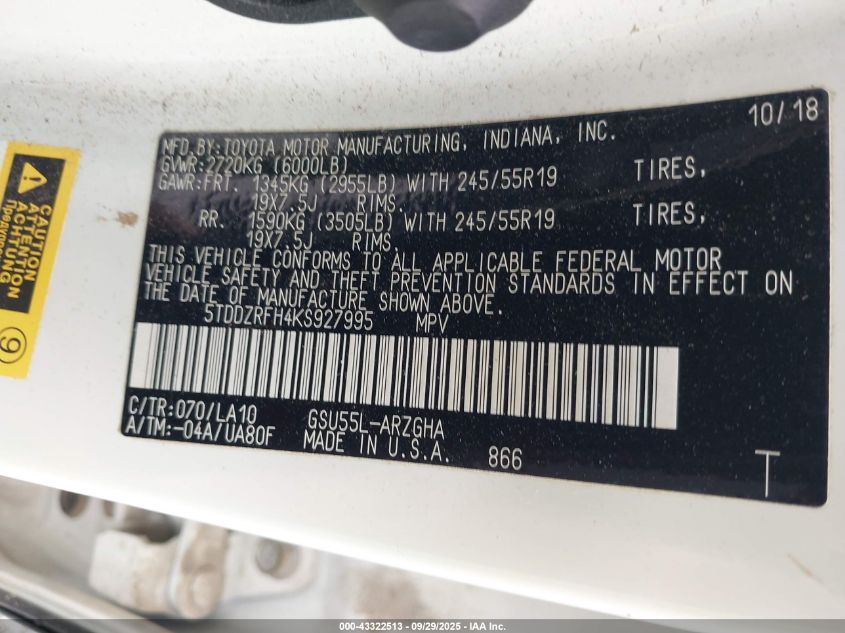 10/18
MFD.BY:TOYOTA MOTOR MANUFACTURING, INDIANA, INC.
GVWR:2720KG (6000LB)
GAWR:FRT. 1345KG (2955LB) WITH 245/55R19 TIRES,
19X7.5J RIMS.
RR. 1590KG (3505LB) WITH 245/55R19 TIRES,
19X7.5J RIMS.
THIS VEHICLE CONFORMS TO ALL APPLICABLE FEDERAL MOTOR
VEHICLE SAFETY AND THEFT PREVENTION STANDARDS IN EFFECT ON
THE DATE OF MANUFACTURE SHOWN ABOVE.
5TDDZRFH4KS927995 MPV
C/TR:070/LA10 GSU55L-ARZGHA
A/TM:-04A/UA80F MADE IN U.S.A. 866
T
CAUTION
ATTENTION
ACHTUNG
9
000-43322513 - 09/29/2025 - IAA Inc.